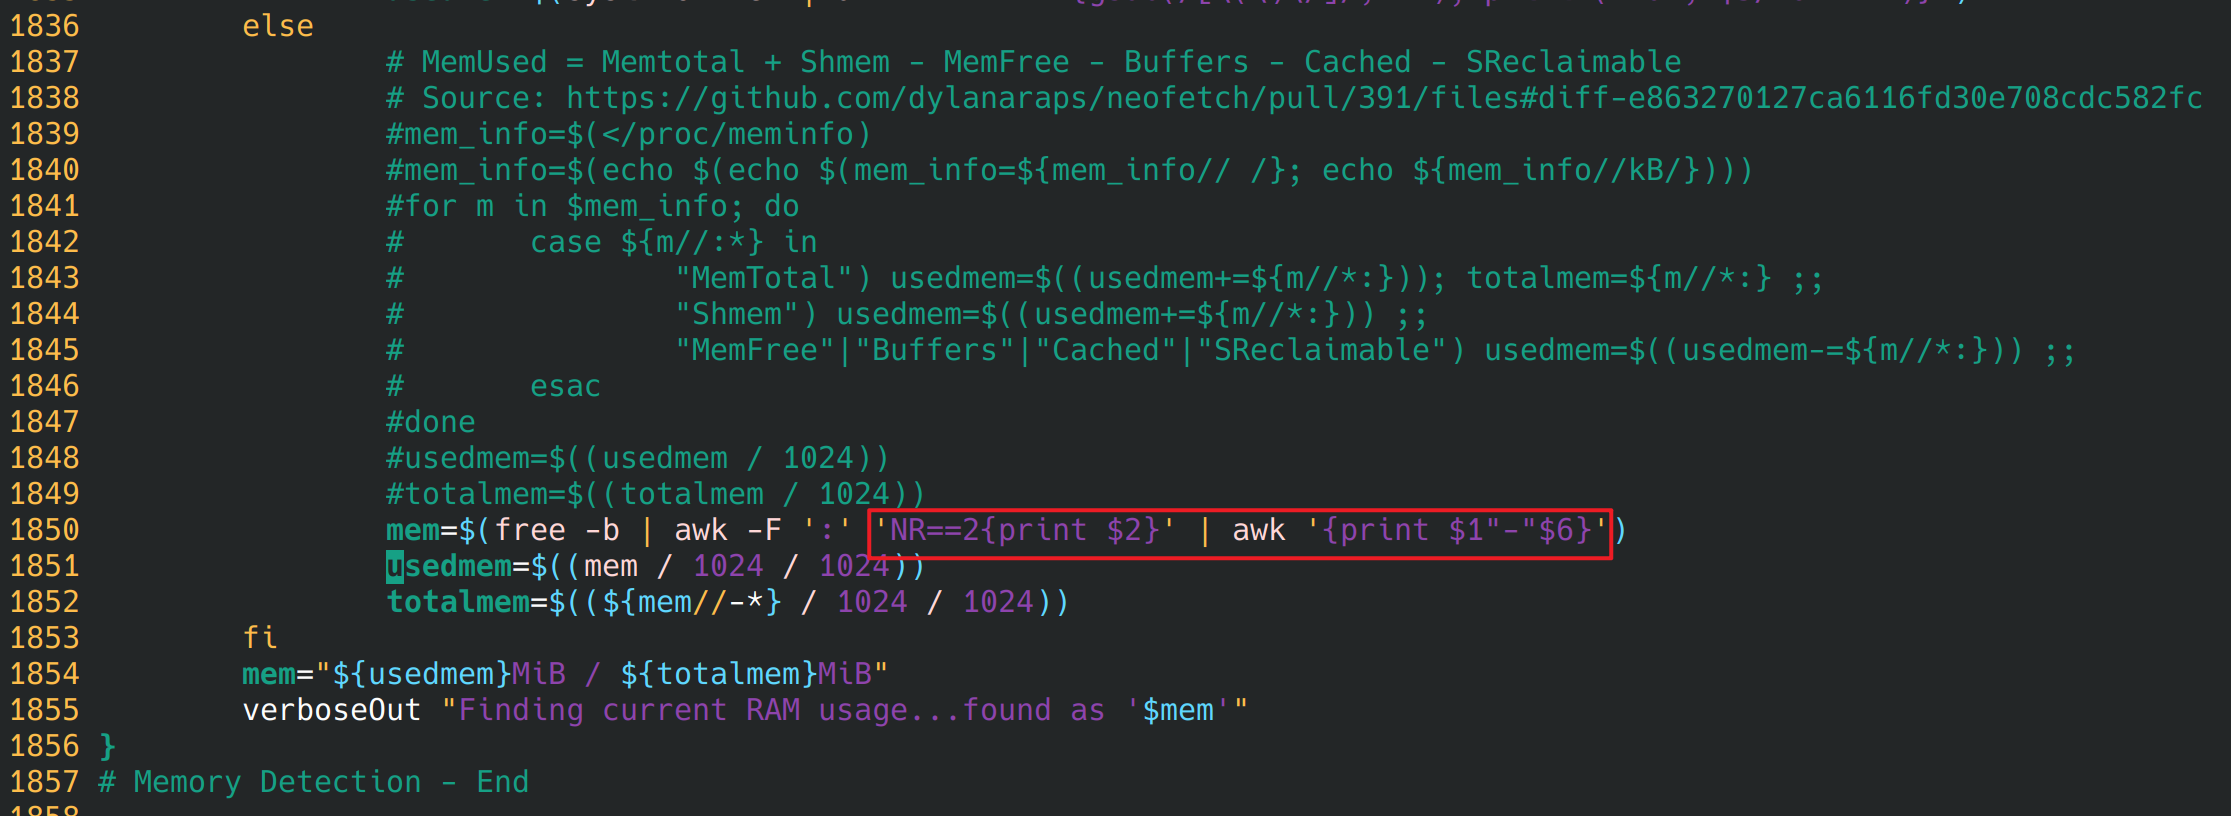 1836 else
1837 # MemUsed = Memtotal + Shmem - MemFree - Buffers - Cached - SReclaimable
1838 # Source: https://github.com/dylanaraps/neofetch/pull/391/files#diff-e863270127ca6116fd30e708cdc582fc
1839 #mem_info=$(</proc/meminfo)
1840 #mem_info=$(echo $(echo $(mem_info=${mem_info// /}; echo ${mem_info//kB/})))
1841 #for m in $mem_info; do
1842 # case ${m//:*} in
1843 # "MemTotal") usedmem=$((usedmem+=${m//*:})); totalmem=${m//*:} ;;
1844 # "Shmem") usedmem=$((usedmem+=${m//*:})) ;;
1845 # "MemFree"|"Buffers"|"Cached"|"SReclaimable") usedmem=$((usedmem-=${m//*:})) ;;
1846 # esac
1847 #done
1848 #usedmem=$((usedmem / 1024))
1849 #totalmem=$((totalmem / 1024))
1850 mem=$(free -b | awk -F ':' 'NR==2{print $2}' | awk '{print $1"-"$6}')
1851 usedmem=$((mem / 1024 / 1024))
1852 totalmem=$((${mem//-*} / 1024 / 1024))
1853 fi
1854 mem="${usedmem}MiB / ${totalmem}MiB"
1855 verboseOut "Finding current RAM usage...found as '$mem'"
1856 }
1857 # Memory Detection - End